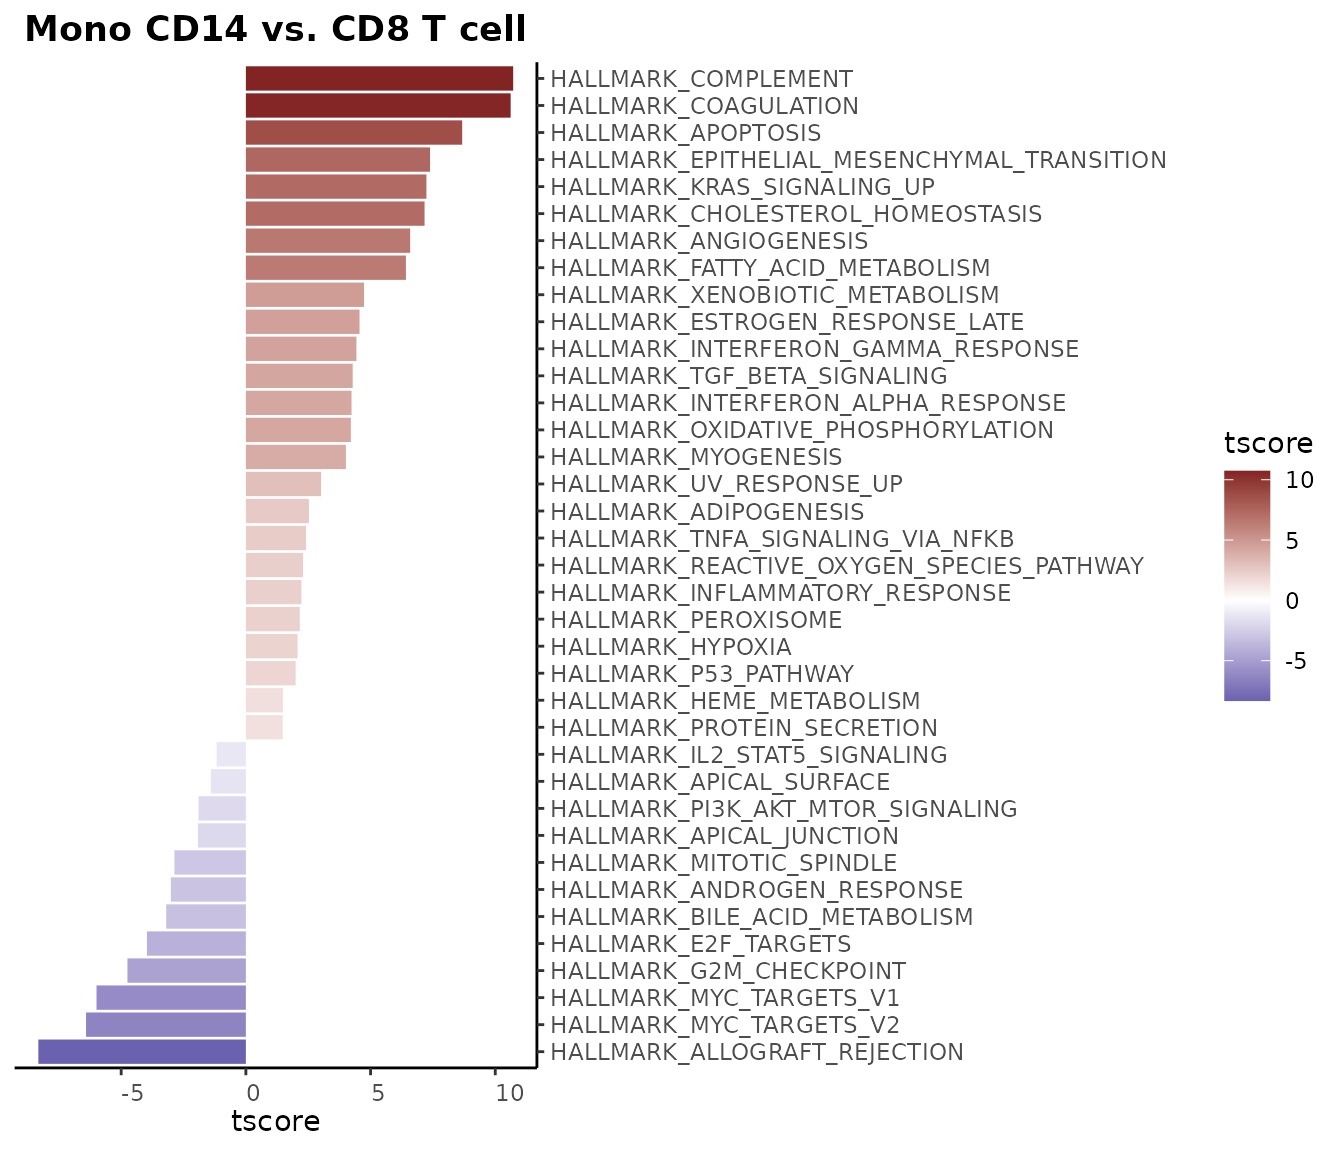 Mono CD14 vs. CD8 T cell
HALLMARK_COMPLEMENT
HALLMARK_COAGULATION
HALLMARK_APOPTOSIS
HALLMARK_EPITHELIAL_MESENCHYMAL_TRANSITION
HALLMARK_KRAS_SIGNALING_UP
HALLMARK_CHOLESTEROL_HOMEOSTASIS
HALLMARK_ANGIOGENESIS
HALLMARK_FATTY_ACID_METABOLISM
HALLMARK_XENOBIOTIC_METABOLISM
HALLMARK_ESTROGEN_RESPONSE_LATE
HALLMARK_INTERFERON_GAMMA_RESPONSE
HALLMARK_TGF_BETA_SIGNALING
HALLMARK_INTERFERON_ALPHA_RESPONSE
HALLMARK_OXIDATIVE_PHOSPHORYLATION
HALLMARK_MYOGENESIS
HALLMARK_UV_RESPONSE_UP
HALLMARK_ADIPOGENESIS
HALLMARK_TNFA_SIGNALING_VIA_NFKB
HALLMARK_REACTIVE_OXYGEN_SPECIES_PATHWAY
HALLMARK_INFLAMMATORY_RESPONSE
HALLMARK_PEROXISOME
HALLMARK_HYPOXIA
HALLMARK_P53_PATHWAY
HALLMARK_HEME_METABOLISM
HALLMARK_PROTEIN_SECRETION
HALLMARK_IL2_STAT5_SIGNALING
HALLMARK_APICAL_SURFACE
HALLMARK_PI3K_AKT_MTOR_SIGNALING
HALLMARK_APICAL_JUNCTION
HALLMARK_MITOTIC_SPINDLE
HALLMARK_ANDROGEN_RESPONSE
HALLMARK_BILE_ACID_METABOLISM
HALLMARK_E2F_TARGETS
HALLMARK_G2M_CHECKPOINT
HALLMARK_MYC_TARGETS_V1
HALLMARK_MYC_TARGETS_V2
HALLMARK_ALLOGRAFT_REJECTION
-5 0 5 10
tscore
tscore
10
5
0
-5